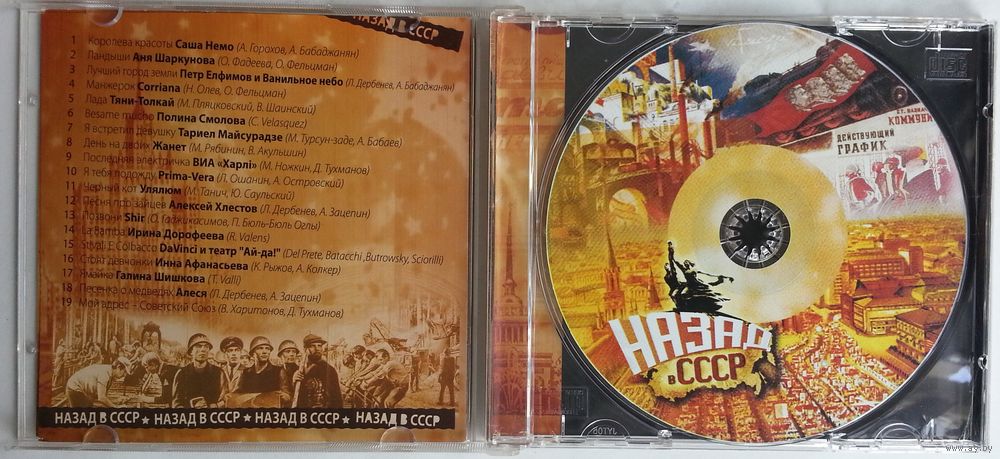 НАЗАД В СССР
1 Королева красоты Саша Немо (А. Горохов, А. Бабаджанян)
2 Ландыши Аня Шаркунова (О. Фадеева, О. Фельцман)
3 Лучший город земли Петр Елфимов и Ванильное небо (Л. Дербенев, А. Бабаджанян)
4 Манжерок Corriana (Н. Олев, О. Фельцман)
5 Лада Тяни-Толкай (М. Пляцковский, В. Шаинский)
6 Besame mucho Полина Смолова (C. Velasquez)
7 Я встретил девушку Тариел Майсурадзе (М. Турсун-заде, А. Бабаев)
8 День на двоих Жанет (М. Рябинин, В. Акульшин)
9 Последняя электричка ВИА «Харлі» (М. Ножкин, Д. Тухманов)
10 Я тебя подожду Prima-Vera (Л. Ошанин, А. Островский)
11 Черный кот Улялюм (М. Танич, Ю. Саульский)
12 Песня про зайцев Алексей Хлестов (Л. Дербенев, А. Зацепин)
13 Позвони Shir (О. Гаджикасимов, П. Бюль-Бюль Оглы)
14 La Bamba Ирина Дорофеева (R. Valens)
15 Stivali E Colbacco DaVinci и театр "Ай-да!" (Del Prete, Batacchi, Butrowsky, Sciorilli)
16 Стоят девчонки Инна Афанасьева (К. Рыжов, А. Колкер)
17 Ямайка Галина Шишкова (T. Valli)
18 Песенка о медведях Алеся (Л. Дербенев, А. Зацепин)
19 Мой адрес – Советский Союз (В. Харитонов, Д. Тухманов)
НАЗАД В СССР ★ НАЗАД В СССР ★ НАЗАД В СССР ★ НАЗАД В СССР
КОММУНИ
ДЕЙСТВУЮЩИЙ
ГРАФИК
НАЗАД
В СССР
disc
www.ay.by